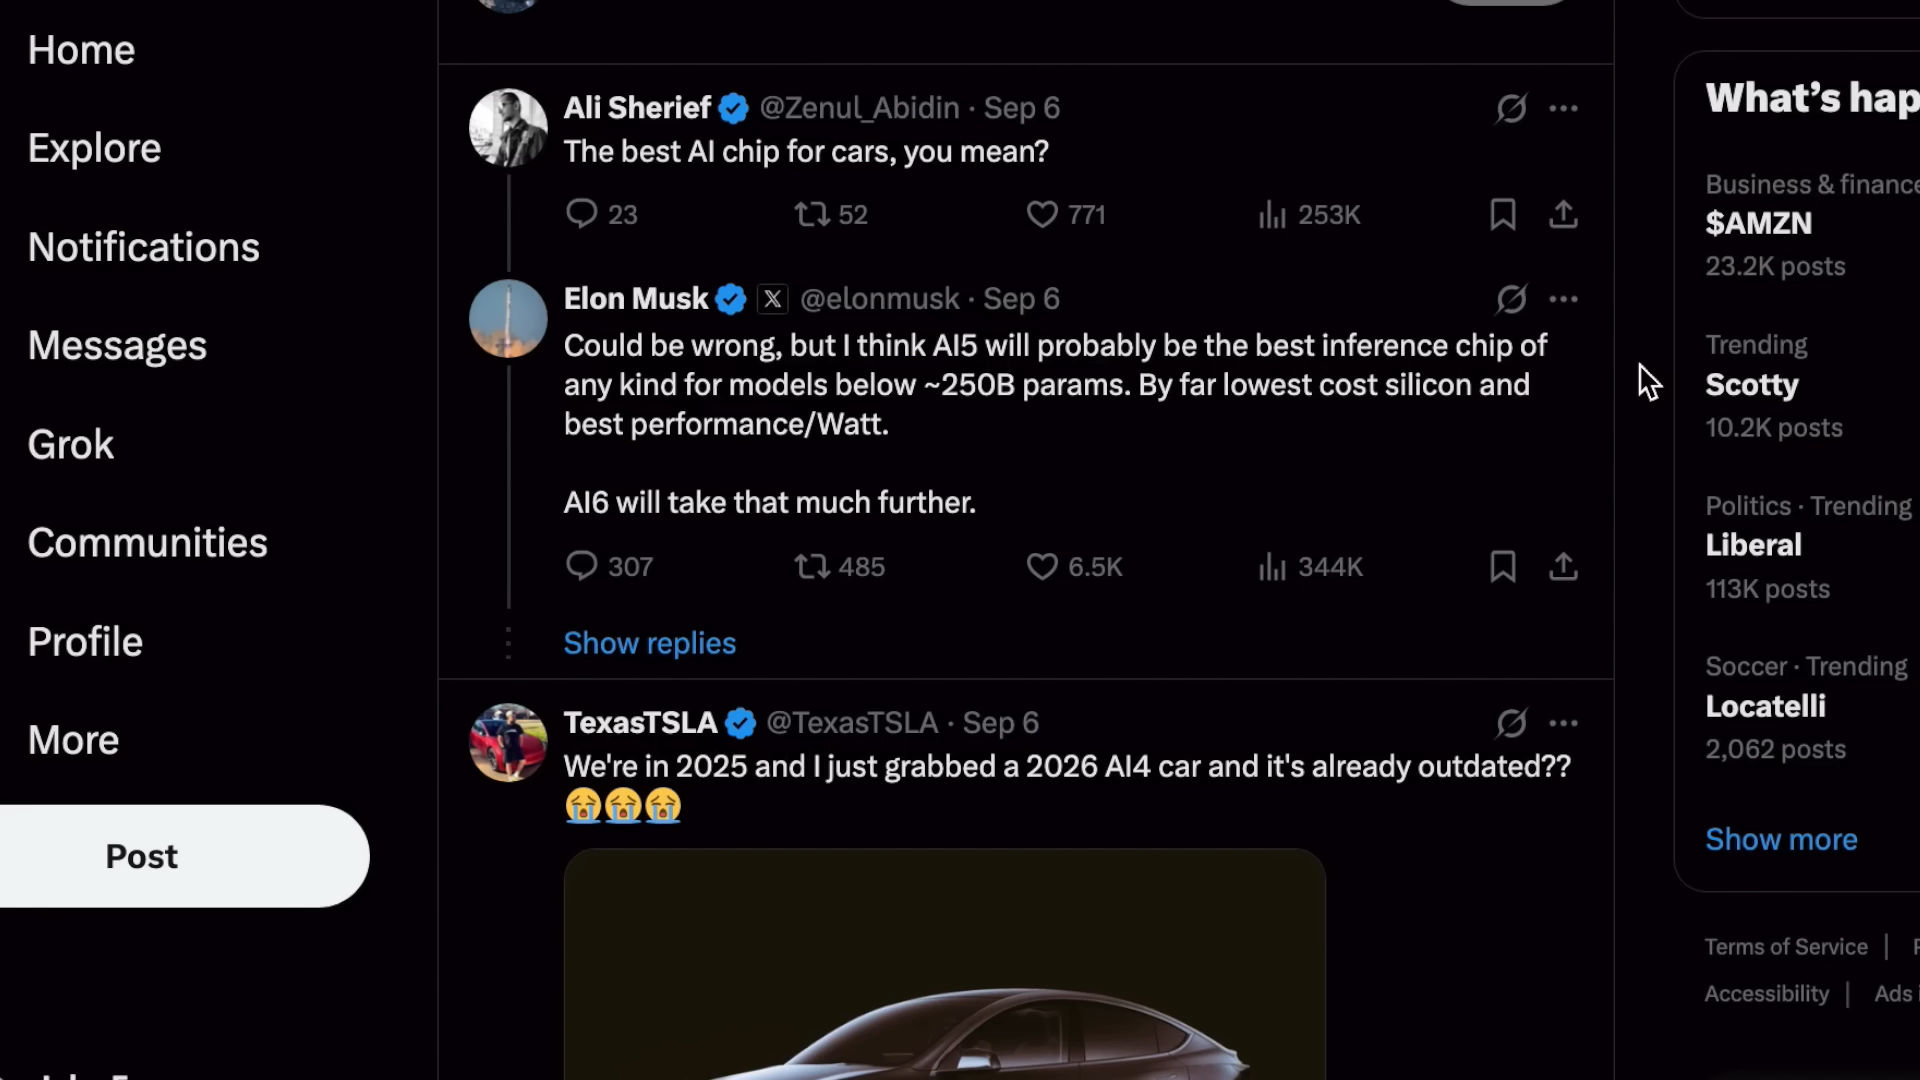 Home
Explore
Notifications
Messages
Grok
Communities
Profile
More
Post
Ali Sherief @Zenul_Abidin · Sep 6
The best AI chip for cars, you mean?
23 52 771 253K
Elon Musk X @elonmusk · Sep 6
Could be wrong, but I think AI5 will probably be the best inference chip of
any kind for models below ~250B params. By far lowest cost silicon and
best performance/Watt.
AI6 will take that much further.
307 485 6.5K 344K
Show replies
TexasTSLA @TexasTSLA · Sep 6
We're in 2025 and I just grabbed a 2026 AI4 car and it's already outdated??
😭😭😭
What's hap
Business & finance
$AMZN
23.2K posts
Trending
Scotty
10.2K posts
Politics · Trending
Liberal
113K posts
Soccer · Trending
Locatelli
2,062 posts
Show more
Terms of Service |
Accessibility | Ads